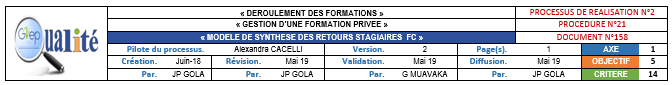 « DEROULEMENT DES FORMATIONS » PROCESSUS DE REALISATION N°2
« GESTION D'UNE FORMATION PRIVEE » PROCEDURE N°21
« MODELE DE SYNTHESE DES RETOURS STAGIAIRES FC » DOCUMENT N°158
Grep Qualité
Pilote du processus. Alexandra CACELLI Version. 2 Page(s). 1 AXE 1
Création. Juin-18 Révision. Mai 19 Validation. Mai 19 Diffusion. Mai 19 OBJECTIF 5
Par. JP GOLA Par. JP GOLA Par. G MUAVAKA Par. JP GOLA CRITERE 14